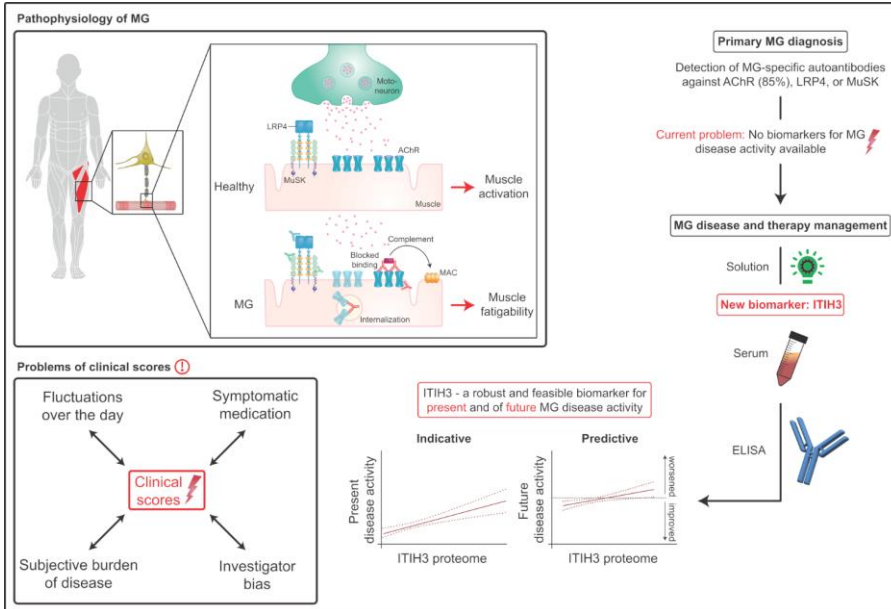 Pathophysiology of MG
Moto-
neuron
LRP4
AChR
MuSK
Healthy
Muscle
Muscle
activation
Blocked
binding
Complement
MAC
MG
Internalization
Muscle
fatigability
Problems of clinical scores !
Fluctuations
over the day
Symptomatic
medication
Clinical
scores
Subjective burden
of disease
Investigator
bias
ITIH3 - a robust and feasible biomarker for
present and of future MG disease activity
Indicative
Present
disease activity
ITIH3 proteome
Predictive
Future
disease activity
worsened
improved
ITIH3 proteome
Primary MG diagnosis
Detection of MG-specific autoantibodies
against AChR (85%), LRP4, or MuSK
Current problem: No biomarkers for MG
disease activity available
MG disease and therapy management
Solution
New biomarker: ITIH3
Serum
ELISA